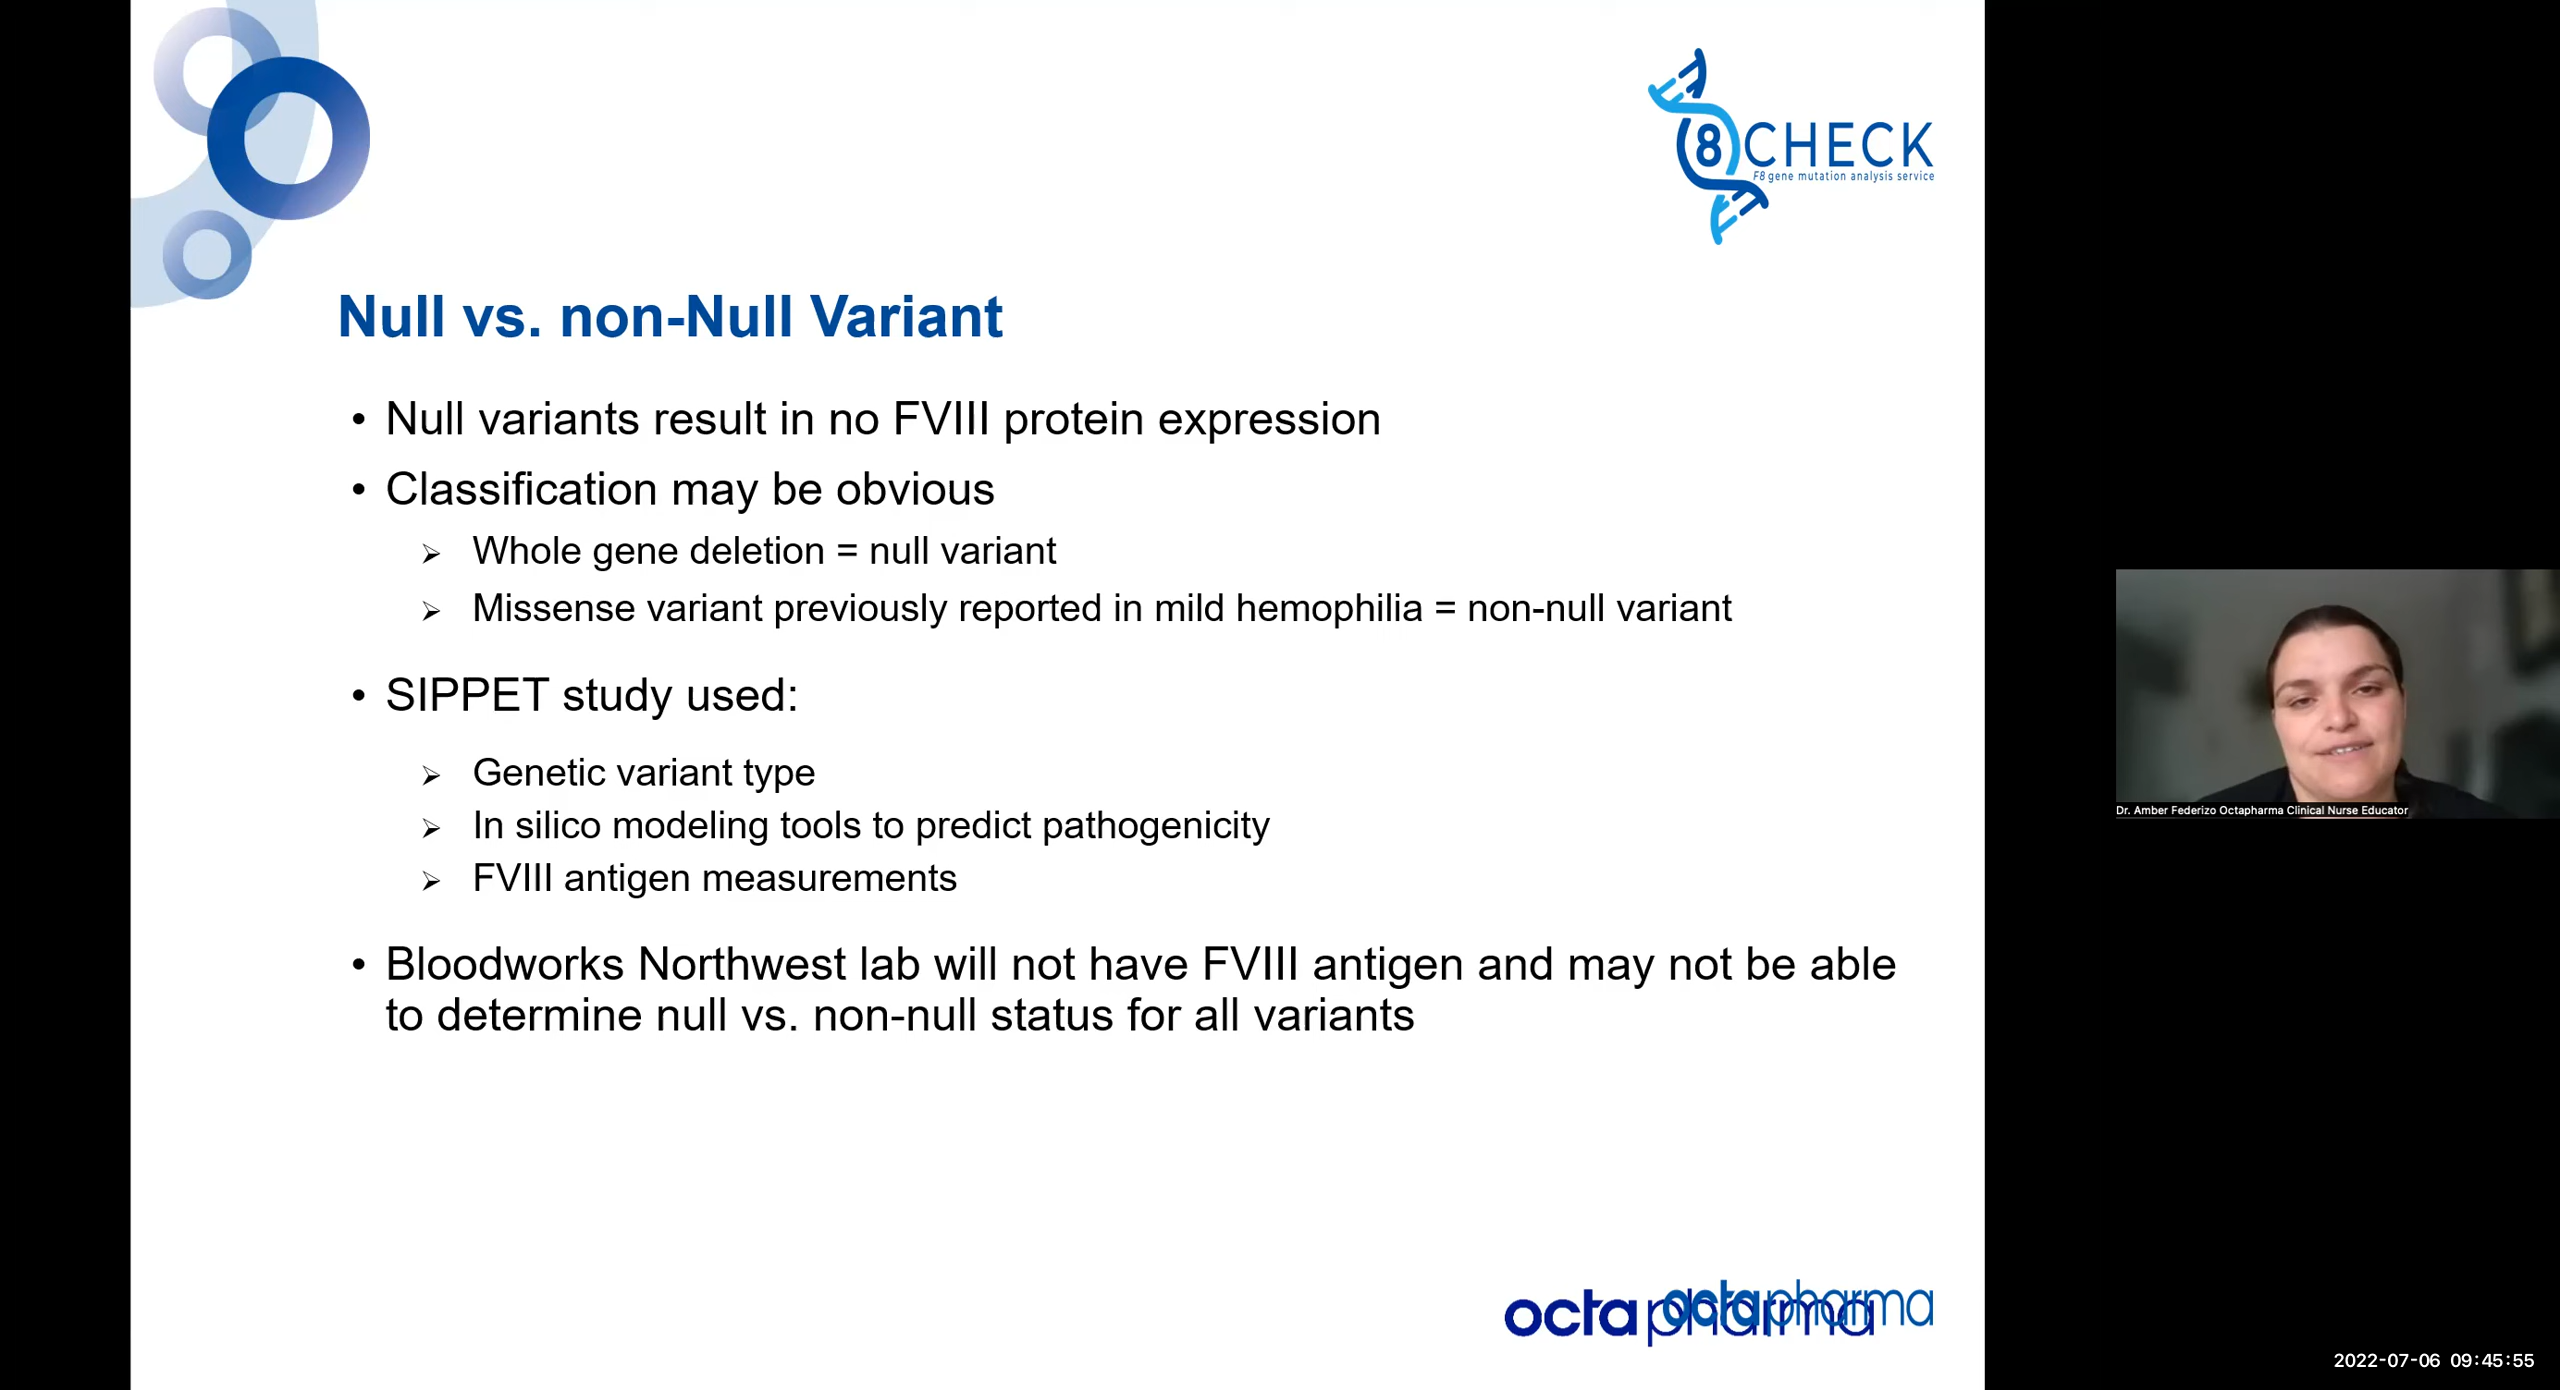 8CHECK
F8 gene mutation analysis service
Null vs. non-Null Variant
• Null variants result in no FVIII protein expression
• Classification may be obvious
➢ Whole gene deletion = null variant
➢ Missense variant previously reported in mild hemophilia = non-null variant
• SIPPET study used:
➢ Genetic variant type
➢ In silico modeling tools to predict pathogenicity
➢ FVIII antigen measurements
• Bloodworks Northwest lab will not have FVIII antigen and may not be able
to determine null vs. non-null status for all variants
Dr. Amber Federizo Octapharma Clinical Nurse Educator
octapharma
octapharma
2022-07-06 09:45:55